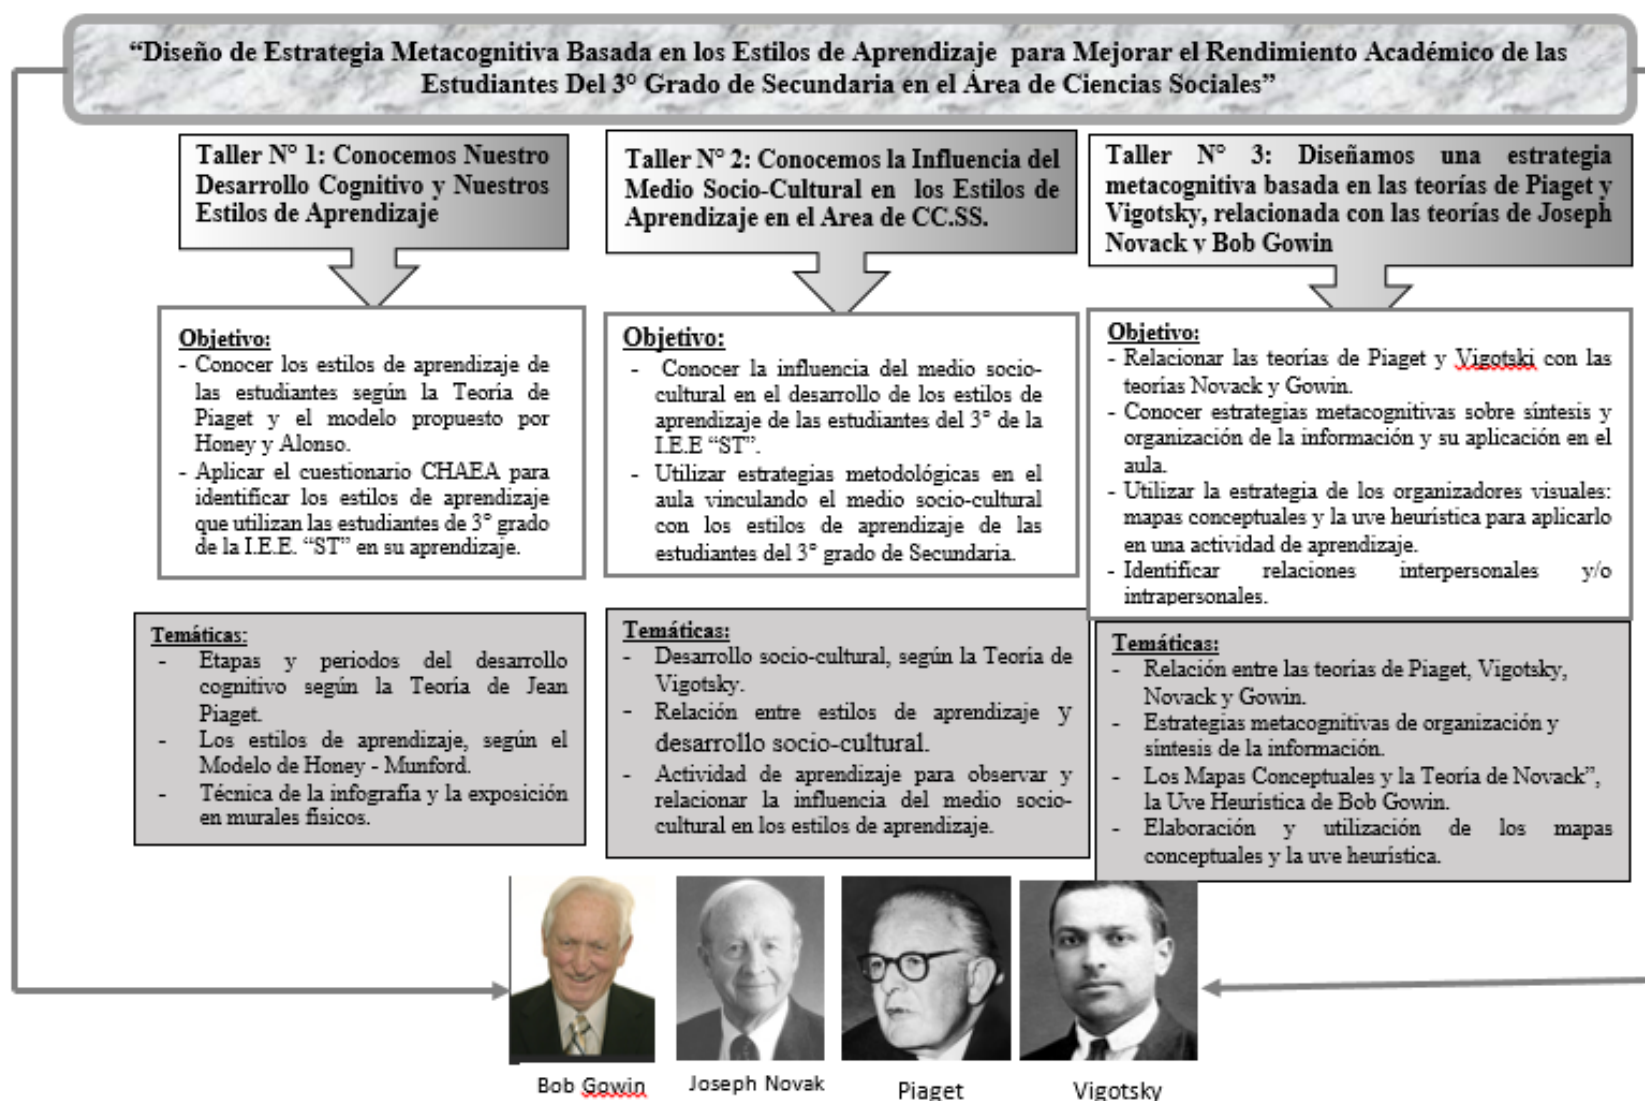 “Diseño de Estrategia Metacognitiva Basada en los Estilos de Aprendizaje para Mejorar el Rendimiento Académico de las
Estudiantes Del 3° Grado de Secundaria en el Área de Ciencias Sociales”
Taller N° 1: Conocemos Nuestro
Desarrollo Cognitivo y Nuestros
Estilos de Aprendizaje
Objetivo:
- Conocer los estilos de aprendizaje de
las estudiantes según la Teoría de
Piaget y el modelo propuesto por
Honey y Alonso.
- Aplicar el cuestionario CHAEA para
identificar los estilos de aprendizaje
que utilizan las estudiantes de 3° grado
de la I.E.E. “ST” en su aprendizaje.
Temáticas:
- Etapas y periodos del desarrollo
cognitivo según la Teoría de Jean
Piaget.
- Los estilos de aprendizaje, según el
Modelo de Honey - Munford.
- Técnica de la infografía y la exposición
en murales físicos.
Taller N° 2: Conocemos la Influencia del
Medio Socio-Cultural en los Estilos de
Aprendizaje en el Area de CC.SS.
Objetivo:
- Conocer la influencia del medio socio-
cultural en el desarrollo de los estilos de
aprendizaje de las estudiantes del 3° de la
I.E.E “ST”.
- Utilizar estrategias metodológicas en el
aula vinculando el medio socio-cultural
con los estilos de aprendizaje de las
estudiantes del 3° grado de Secundaria.
Temáticas:
- Desarrollo socio-cultural, según la Teoría de
Vigotsky.
- Relación entre estilos de aprendizaje y
desarrollo socio-cultural.
- Actividad de aprendizaje para observar y
relacionar la influencia del medio socio-
cultural en los estilos de aprendizaje.
Taller N° 3: Diseñamos una estrategia
metacognitiva basada en las teorías de Piaget y
Vigotsky, relacionada con las teorías de Joseph
Novack y Bob Gowin
Objetivo:
- Relacionar las teorías de Piaget y Vigotski con las
teorías Novack y Gowin.
- Conocer estrategias metacognitivas sobre síntesis y
organización de la información y su aplicación en el
aula.
- Utilizar la estrategia de los organizadores visuales:
mapas conceptuales y la uve heurística para aplicarlo
en una actividad de aprendizaje.
- Identificar relaciones interpersonales y/o
intrapersonales.
Temáticas:
- Relación entre las teorías de Piaget, Vigotsky,
Novack y Gowin.
- Estrategias metacognitivas de organización y
síntesis de la información.
- Los Mapas Conceptuales y la Teoría de Novack”,
la Uve Heurística de Bob Gowin.
- Elaboración y utilización de los mapas
conceptuales y la uve heurística.
Bob Gowin
Joseph Novak
Piaget
Vigotsky